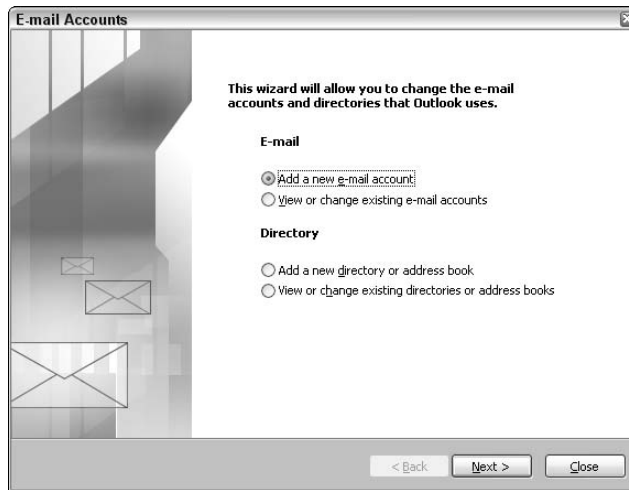 E-mail Accounts
This wizard will allow you to change the e-mail
accounts and directories that Outlook uses.
E-mail
Add a new e-mail account
View or change existing e-mail accounts
Directory
Add a new directory or address book
View or change existing directories or address books
< Back
Next >
Close